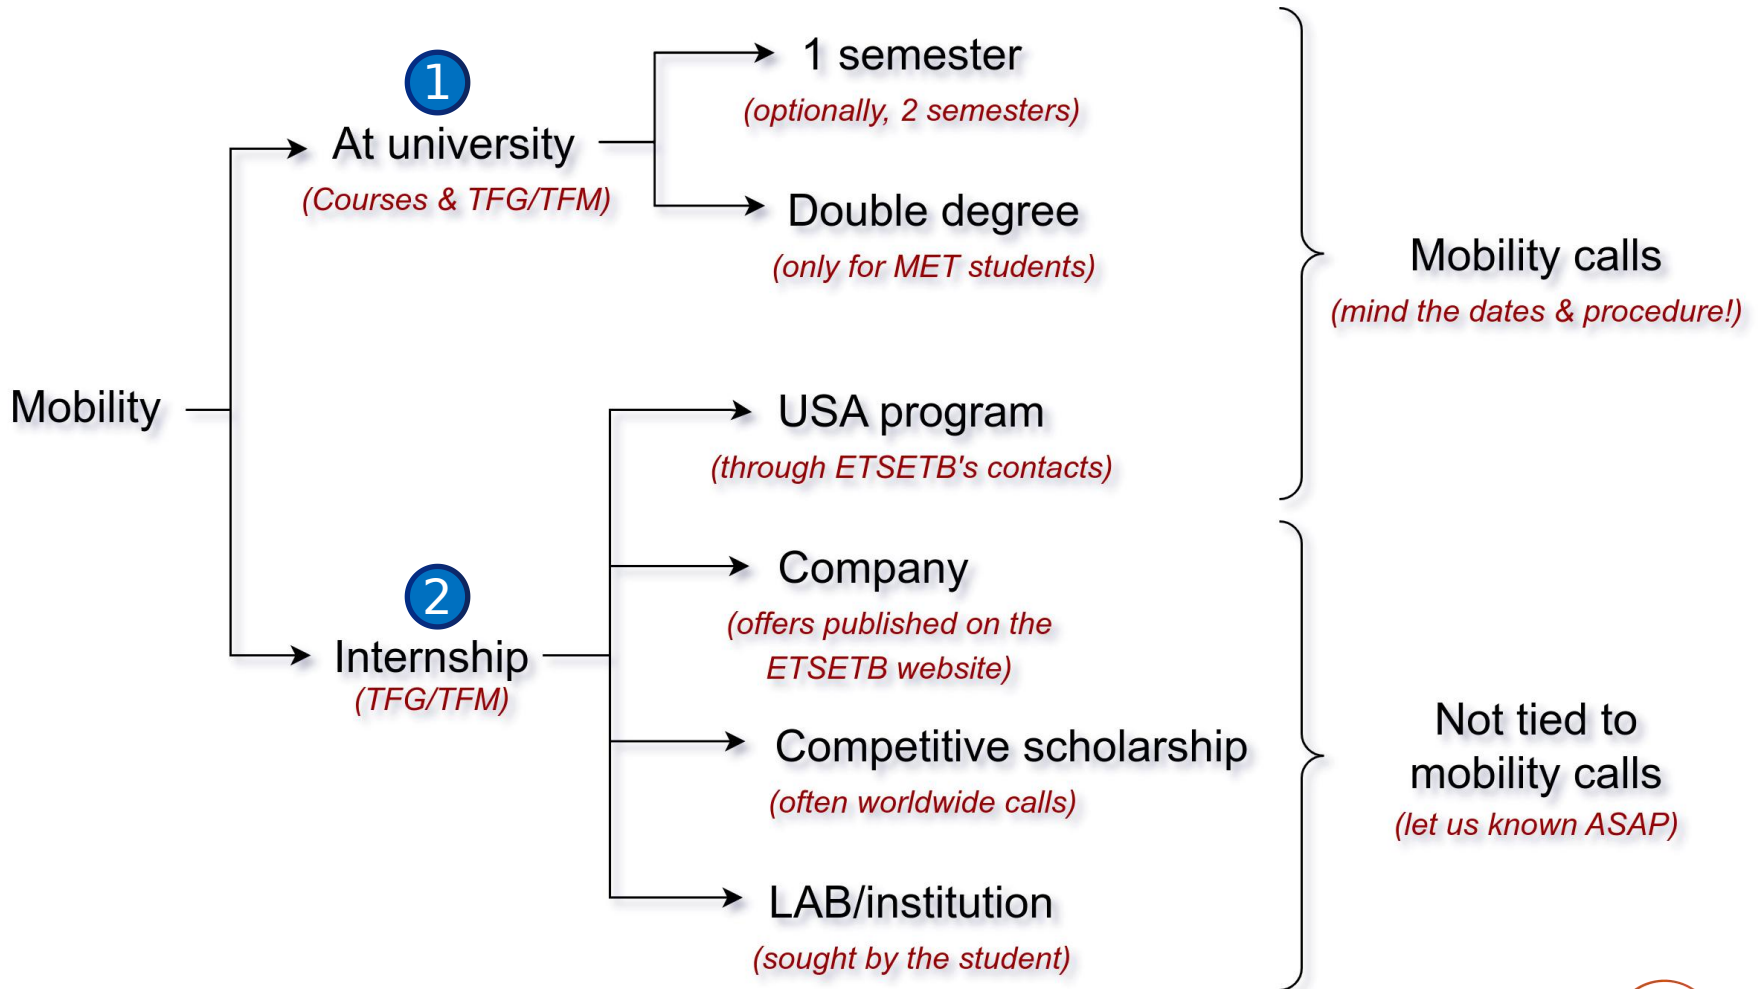 Mobility
1
At university
(Courses & TFG/TFM)
1 semester
(optionally, 2 semesters)
Double degree
(only for MET students)
2
Internship
(TFG/TFM)
USA program
(through ETSETB's contacts)
Company
(offers published on the
ETSETB website)
Competitive scholarship
(often worldwide calls)
LAB/institution
(sought by the student)
Mobility calls
(mind the dates & procedure!)
Not tied to
mobility calls
(let us known ASAP)